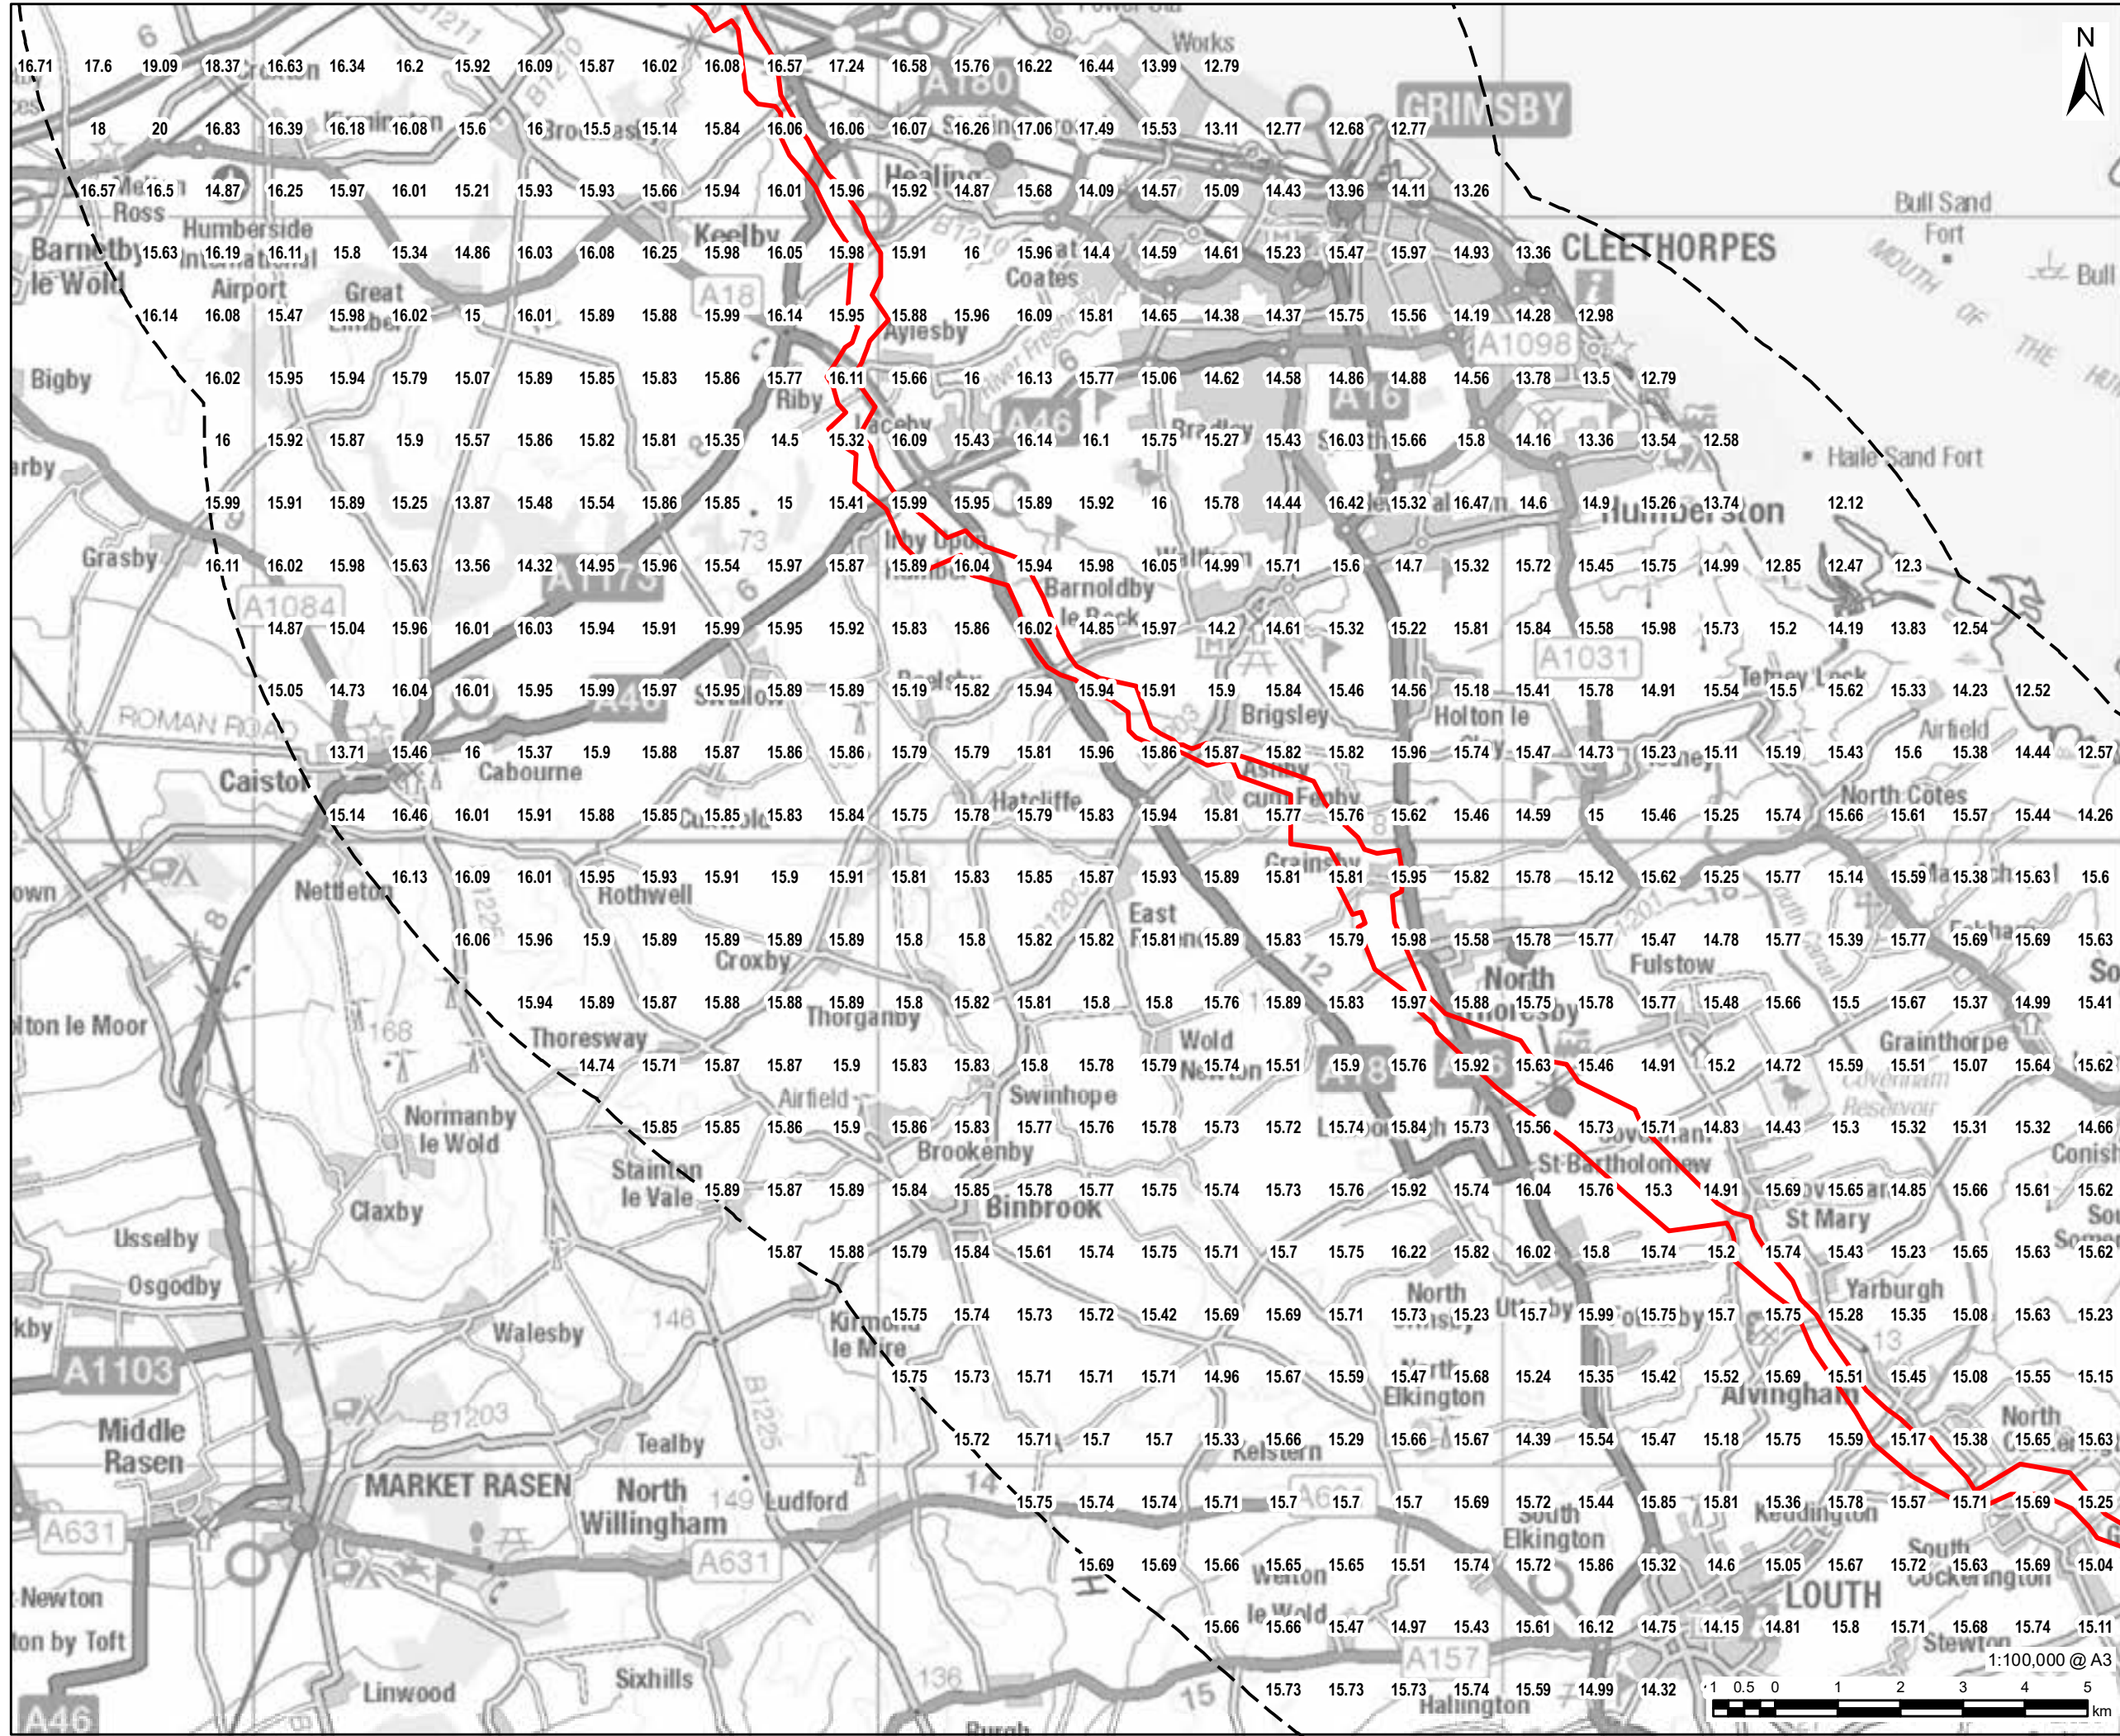 Works
N
16.71 17.6 19.09 18.37 16.63 16.34 16.2 15.92 16.09 15.87 16.02 16.08 16.57 17.24 16.58 15.76 16.22 16.44 13.99 12.79
A180
GRIMSBY
18 20 16.83 16.39 16.18 16.08 15.6 16 15.5 15.14 15.84 16.06 16.06 16.07 16.26 17.06 17.49 15.53 13.11 12.77 12.68 12.77
Healing
16.57 16.5 14.87 16.25 15.97 16.01 15.21 15.93 15.93 15.66 15.94 16.01 15.96 15.92 14.87 15.68 14.09 14.57 15.09 14.43 13.96 14.11 13.26
Ross
Bull Sand
Fort
Humberside
Keelby
CLEETHORPES
Barnetby
le Wold
15.63 16.19 16.11 15.8 15.34 14.86 16.03 16.08 16.25 15.98 16.05 15.98 15.91 16 15.96 14.4 14.59 14.61 15.23 15.47 15.97 14.93 13.36
International
Airport
Great
Coates
A18
Bull
MOUTH OF THE
16.14 16.08 15.47 15.98 16.02 15 16.01 15.89 15.88 15.99 16.14 15.95 15.88 15.96 16.09 15.81 14.65 14.38 14.37 15.75 15.56 14.19 14.28 12.98
Aylesby
A1098
Bigby
16.02 15.95 15.94 15.79 15.07 15.89 15.85 15.83 15.86 15.77 16.11 15.66 16 16.13 15.77 15.06 14.62 14.58 14.86 14.88 14.56 13.78 13.5 12.79
Riby
A46
A16
16 15.92 15.87 15.9 15.57 15.86 15.82 15.81 15.35 14.5 15.32 16.09 15.43 16.14 16.1 15.75 15.27 15.43 16.03 15.66 15.8 14.16 13.36 13.54 12.58
Bradley
Haile Sand Fort
15.99 15.91 15.89 15.25 13.87 15.48 15.54 15.86 15.85 15 15.41 15.99 15.95 15.89 15.92 16 15.78 14.44 16.42 15.32 16.47 14.6 14.9 15.26 13.74 12.12
Humberston
73
Grasby
16.11 16.02 15.98 15.63 13.56 14.32 14.95 15.96 15.54 15.97 15.87 15.89 16.04 15.94 15.98 16.05 14.99 15.71 15.6 14.7 15.32 15.72 15.45 15.75 14.99 12.85 12.47 12.3
A1173
Barnoldby
le Beck
A1084
14.87 15.04 15.96 16.01 16.03 15.94 15.91 15.99 15.95 15.92 15.83 15.86 16.02 14.85 15.97 14.2 14.61 15.32 15.22 15.81 15.84 15.58 15.98 15.73 15.2 14.19 13.83 12.54
A1031
15.05 14.73 16.04 16.01 15.95 15.99 15.97 15.95 15.89 15.89 15.19 15.82 15.94 15.94 15.91 15.9 15.84 15.46 14.56 15.18 15.41 15.78 14.91 15.54 15.5 15.62 15.33 14.23 12.52
A46
ROMAN ROAD
Brigsley
Holton le
Airfield
13.71 15.46 16 15.37 15.9 15.88 15.87 15.86 15.86 15.79 15.79 15.81 15.96 15.86 15.87 15.82 15.82 15.96 15.74 15.47 14.73 15.23 15.11 15.19 15.43 15.6 15.38 14.44 12.57
Caistor
Cabourne
Hatcliffe
North Cotes
15.14 16.46 16.01 15.91 15.88 15.85 15.85 15.83 15.84 15.75 15.78 15.79 15.83 15.94 15.81 15.77 15.76 15.62 15.46 14.59 15 15.46 15.25 15.74 15.66 15.61 15.57 15.44 14.26
Grainsby
16.13 16.09 16.01 15.95 15.93 15.91 15.9 15.91 15.81 15.83 15.85 15.87 15.93 15.89 15.81 15.81 15.95 15.82 15.78 15.12 15.62 15.25 15.77 15.14 15.59 15.38 15.63 15.6
Nettleton
Rothwell
East
16.06 15.96 15.9 15.89 15.89 15.89 15.89 15.8 15.8 15.82 15.82 15.81 15.89 15.83 15.79 15.98 15.58 15.78 15.77 15.47 14.78 15.77 15.39 15.77 15.69 15.69 15.63
Croxby
12
North
Thoresby
Fulstow
15.94 15.89 15.87 15.88 15.88 15.89 15.8 15.82 15.81 15.8 15.8 15.76 15.89 15.83 15.97 15.88 15.75 15.78 15.77 15.48 15.66 15.5 15.67 15.37 14.99 15.41
Thorganby
168
Thoresway
Wold
Newton
Grainthorpe
14.74 15.71 15.87 15.87 15.9 15.83 15.83 15.8 15.78 15.79 15.74 15.51 15.9 15.76 15.92 15.63 15.46 14.91 15.2 14.72 15.59 15.51 15.07 15.64 15.62
Airfield
Swinhope
Covenham
Reservoir
Normanby
le Wold
15.85 15.85 15.86 15.9 15.86 15.83 15.77 15.76 15.78 15.73 15.72 15.74 15.84 15.73 15.56 15.73 15.71 14.83 14.43 15.3 15.32 15.31 15.32 14.66
Brookenby
Stainton
le Vale
St Bartholomew
15.89 15.87 15.89 15.84 15.85 15.78 15.77 15.75 15.74 15.73 15.76 15.92 15.74 16.04 15.76 15.3 14.91 15.69 15.65 14.85 15.66 15.61 15.62
Claxby
Binbrook
St Mary
Usselby
15.87 15.88 15.79 15.84 15.61 15.74 15.75 15.71 15.7 15.75 16.22 15.82 16.02 15.8 15.74 15.2 15.74 15.43 15.23 15.65 15.63 15.62
Osgodby
North
Yarburgh
15.75 15.74 15.73 15.72 15.42 15.69 15.69 15.71 15.73 15.23 15.7 15.99 15.75 15.7 15.75 15.28 15.35 15.08 15.63 15.23
Walesby
146
Kirmond
le Mire
13
A1103
15.75 15.73 15.71 15.71 15.71 14.96 15.67 15.59 15.47 15.68 15.24 15.35 15.42 15.52 15.69 15.51 15.45 15.08 15.55 15.15
North
Elkington
Alvingham
B1203
B1225
Middle
Rasen
Tealby
North
15.72 15.71 15.7 15.7 15.33 15.66 15.29 15.66 15.67 14.39 15.54 15.47 15.18 15.75 15.59 15.17 15.38 15.65 15.63
Kelstern
MARKET RASEN
North
Willingham
149
Ludford
14
15.75 15.74 15.74 15.71 15.7 15.7 15.7 15.69 15.72 15.44 15.85 15.81 15.36 15.78 15.57 15.71 15.69 15.25
A631
South
Elkington
Keddington
A631
15.69 15.69 15.66 15.65 15.65 15.51 15.74 15.72 15.86 15.32 14.6 15.05 15.67 15.72 15.63 15.69 15.04
South
Cockerington
Welton
le Wold
LOUTH
Newton
ton by Toft
15.66 15.66 15.47 14.97 15.43 15.61 16.12 14.75 14.15 14.81 15.8 15.71 15.68 15.74 15.11
Stewton
A157
1:100,000 @ A3
Sixhills
136
Linwood
15
15.73 15.73 15.73 15.74 15.59 14.99 14.32
Hallington
1 0.5 0 1 2 3 4 5
km
A46